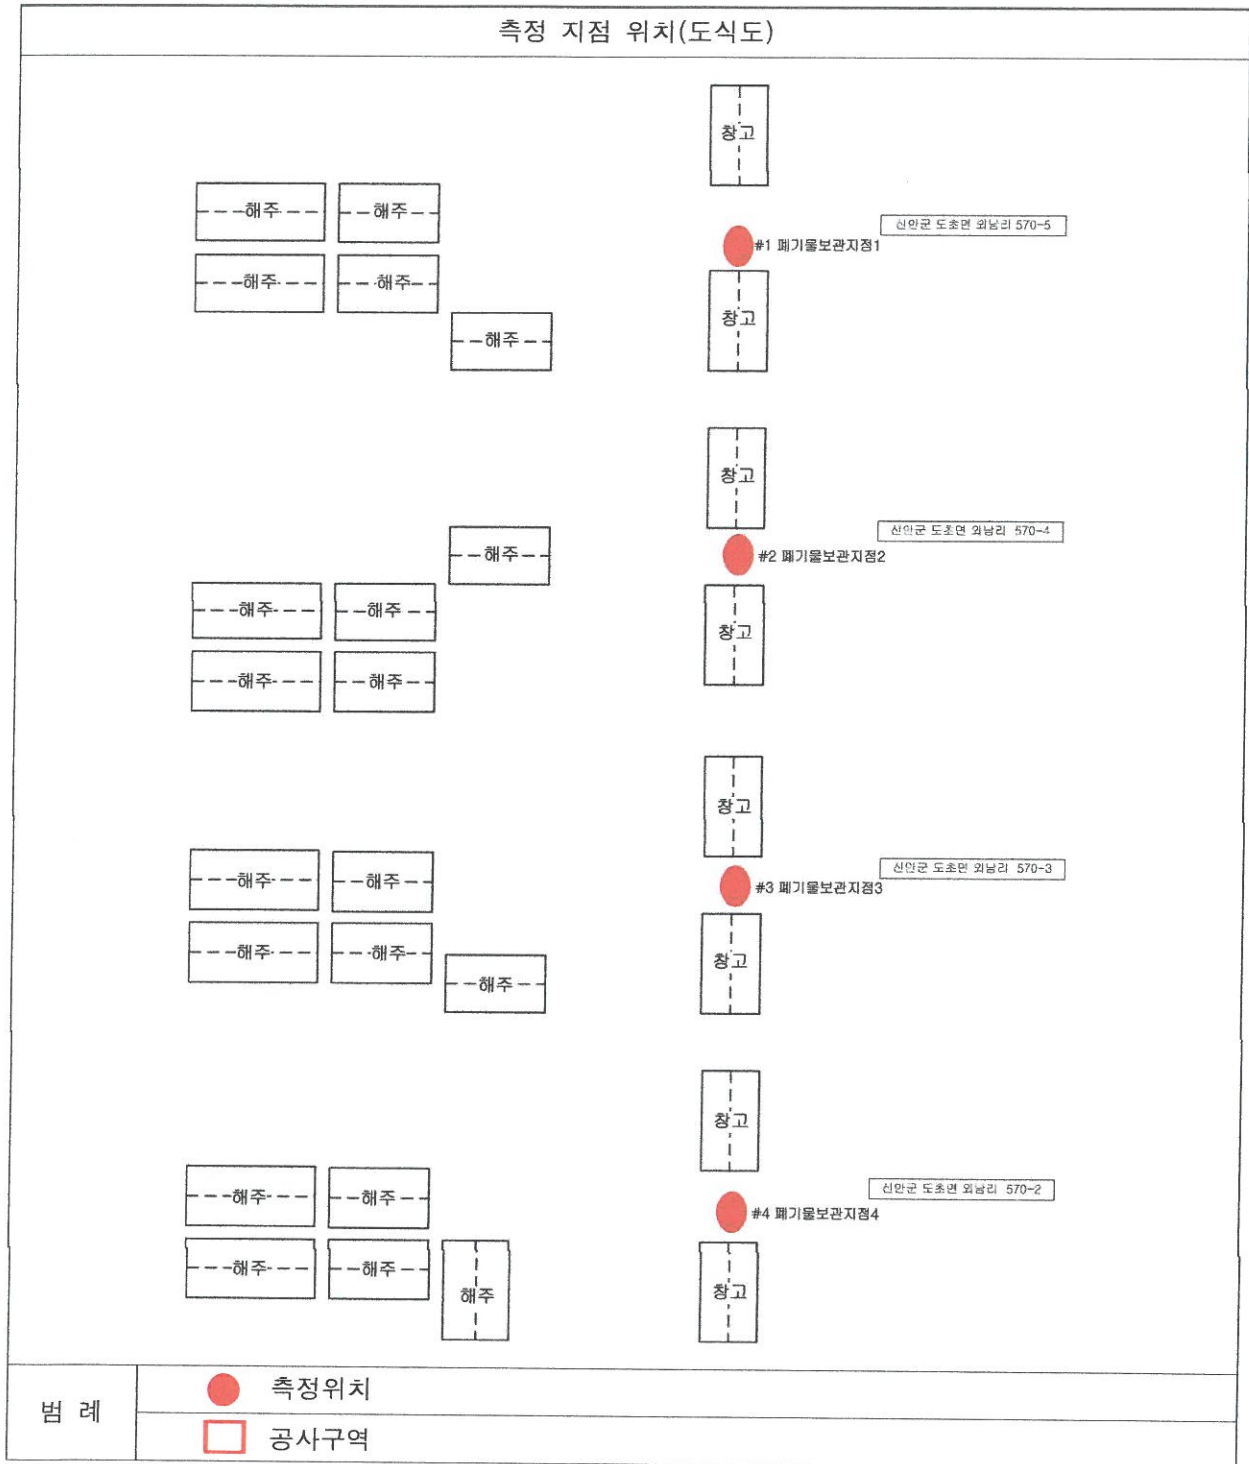 측정 지점 위치(도식도)
창고
해주 해주
신안군 도초면 외남리 570-5
#1 폐기물보관지점1
해주 해주
창고
해주
창고
신안군 도초면 외남리 570-4
해주
#2 폐기물보관지점2
해주 해주
창고
해주 해주
창고
신안군 도초면 외남리 570-3
해주 해주
#3 폐기물보관지점3
해주 해주
창고
해주
창고
신안군 도초면 외남리 570-2
해주 해주
#4 폐기물보관지점4
해주 해주
해주
창고
범 례
측정위치
공사구역